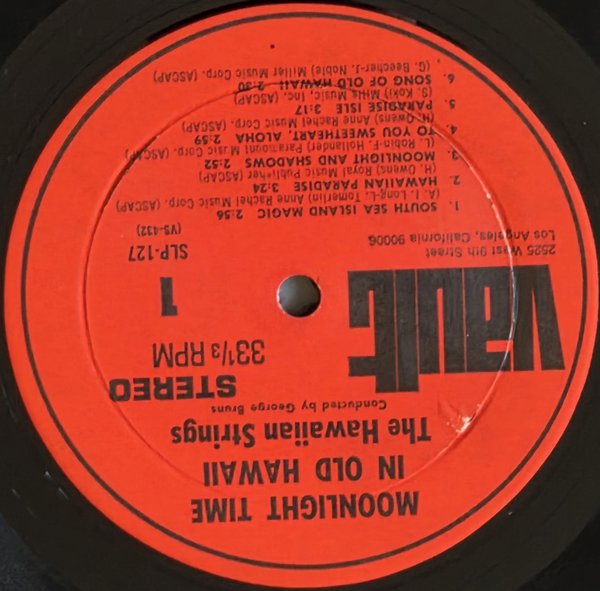 MOONLIGHT TIME
IN OLD HAWAII
The Hawaiian Strings
Conducted by George Bruns
STEREO
33 1/3 RPM
vault
1
2525 West 9th Street
Los Angeles, California 90006
SLP-127
(VS-432)
1. SOUTH SEA ISLAND MAGIC 2:56
(A. I. Long-L. Tomerlin Anne Rachel Music Corp. (ASCAP)
2. HAWAIIAN PARADISE 3:24
(H. Owens Royal Music Publisher (ASCAP)
3. MOONLIGHT AND SHADOWS 2:52
(L. Robin-F. Hollander Paramount Music Corp. (ASCAP)
4. TO YOU SWEETHEART, ALOHA 2:59
(H. Owens) Anne Rachel Music Corp. (ASCAP)
5. PARADISE ISLE 3:17
(S. Koki) Music Mills, Inc. (ASCAP)
6. SONG OF OLD HAWAII 2:30
(G. Beecher-J. Noble) Miller Music Corp. (ASCAP)